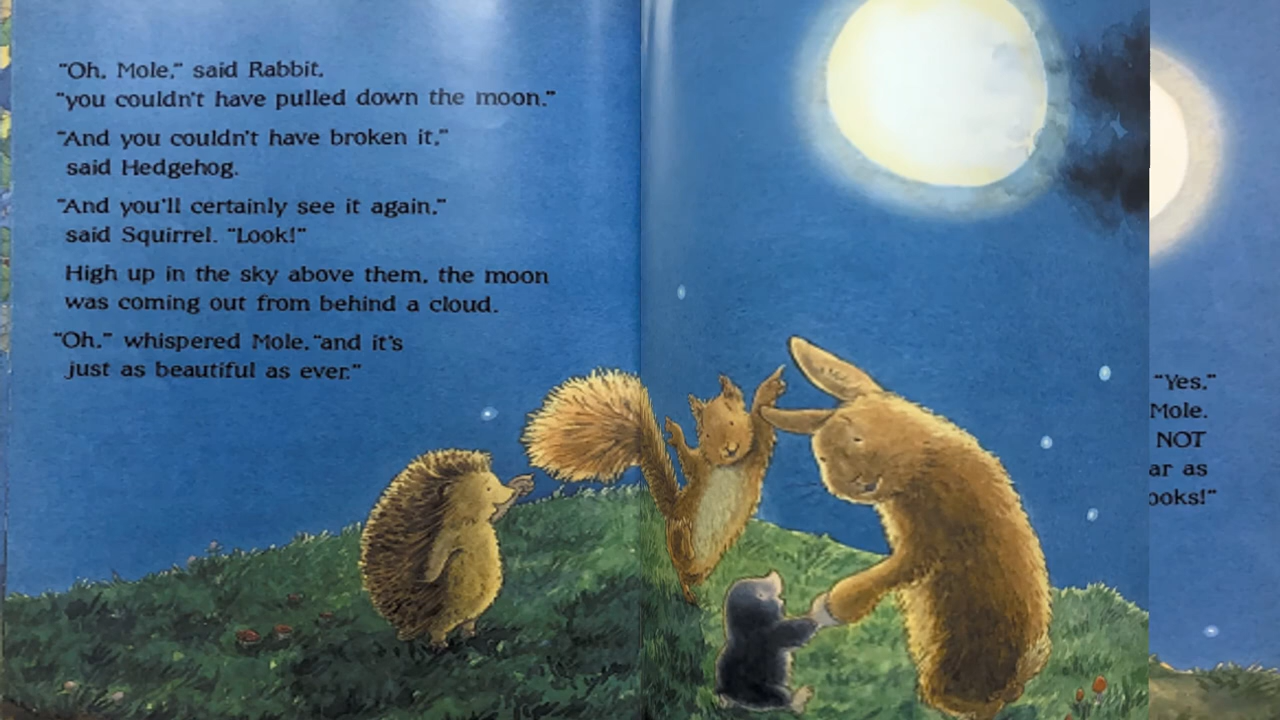 "Oh, Mole," said Rabbit,
"you couldn't have pulled down the moon."
"And you couldn't have broken it,"
said Hedgehog.
"And you'll certainly see it again,"
said Squirrel. "Look!"
High up in the sky above them, the moon
was coming out from behind a cloud.
"Oh," whispered Mole, "and it's
just as beautiful as ever."
"Yes,"
Mole.
NOT
as